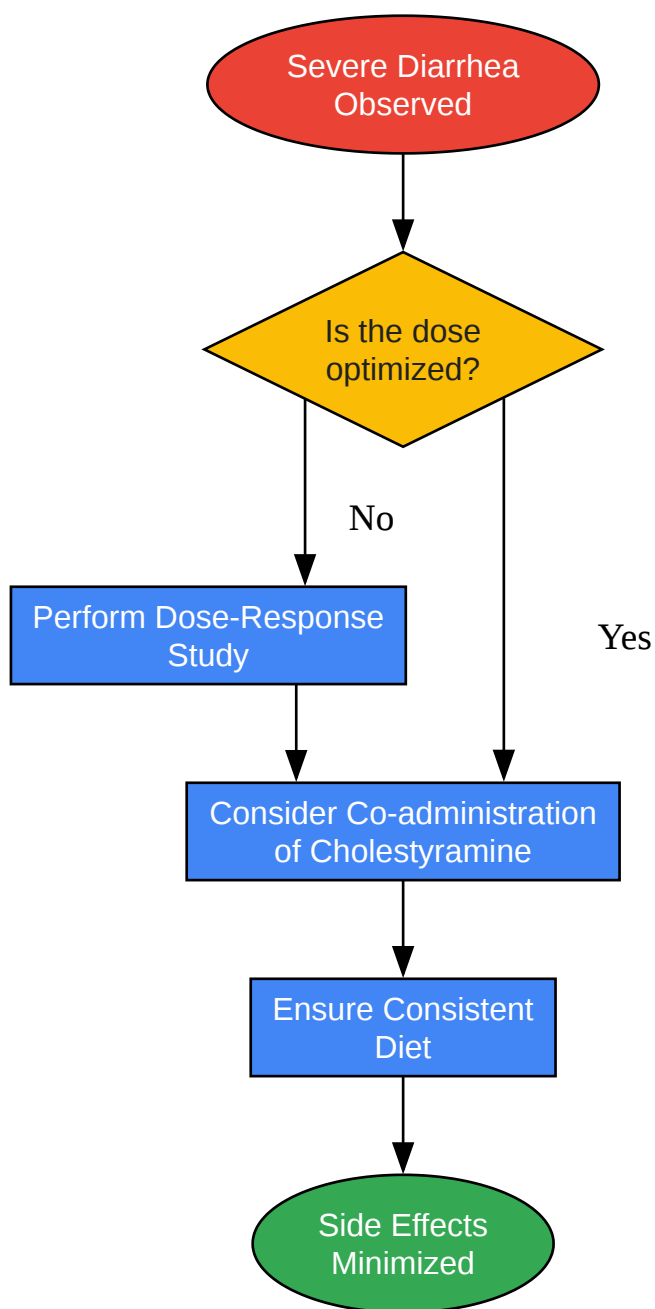 Severe Diarrhea
Observed
Is the dose
optimized?
No
Perform Dose-Response
Study
Yes
Consider Co-administration
of Cholestyramine
Ensure Consistent
Diet
Side Effects
Minimized